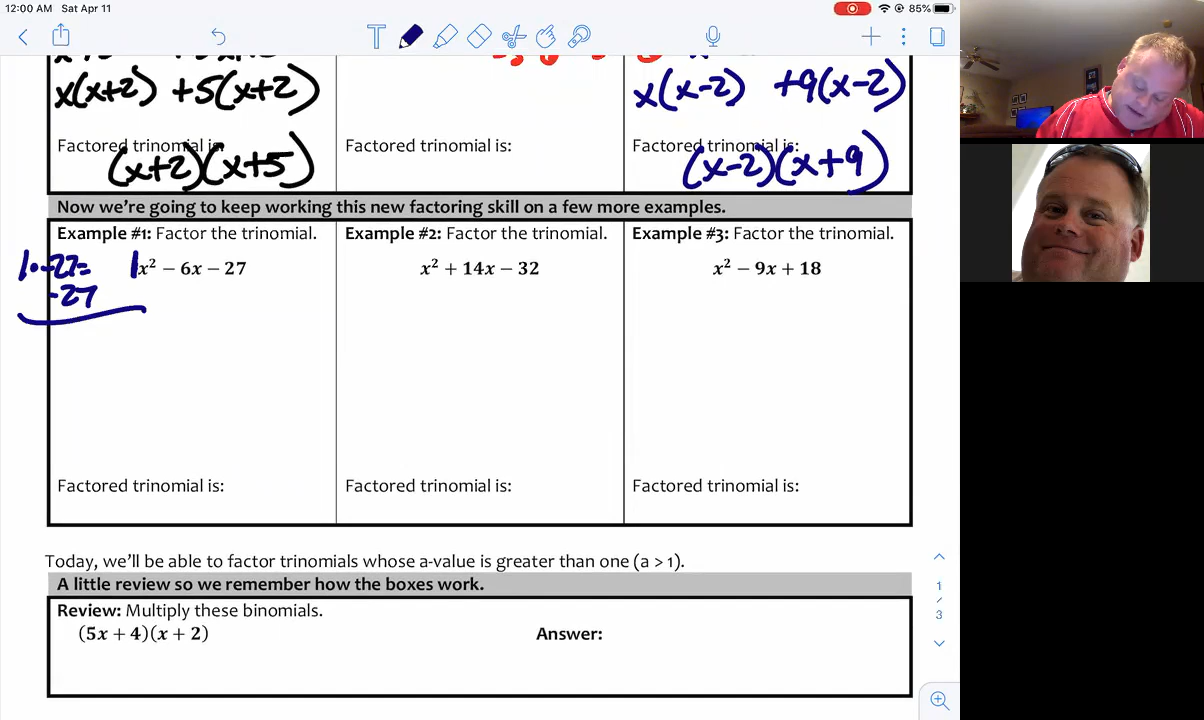 12:00 AM Sat Apr 11
85%
x(x+2) +5(x+2)
x(x-2) +9(x-2)
Factored trinomial is:
Factored trinomial is:
Factored trinomial is:
(x+2)(x+5)
(x-2)(x+9)
Now we're going to keep working this new factoring skill on a few more examples.
Example #1: Factor the trinomial.
Example #2: Factor the trinomial.
Example #3: Factor the trinomial.
1•-27=
-27
1x² − 6x − 27
x² + 14x − 32
x² − 9x + 18
Factored trinomial is:
Factored trinomial is:
Factored trinomial is:
Today, we'll be able to factor trinomials whose a-value is greater than one (a > 1).
A little review so we remember how the boxes work.
Review: Multiply these binomials.
(5x + 4)(x + 2)
Answer:
1
/
3